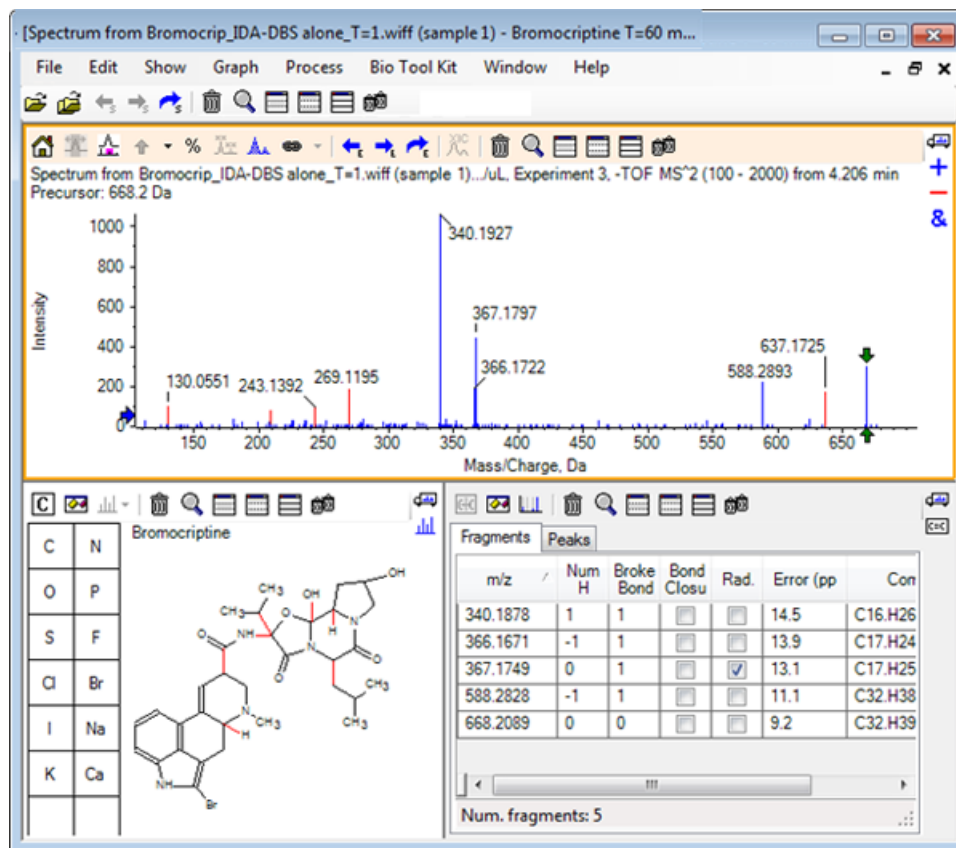 [Spectrum from Bromocrip_IDA-DBS alone_T=1.wiff (sample 1) - Bromocriptine T=60 m...
File Edit Show Graph Process Bio Tool Kit Window Help
Spectrum from Bromocrip_IDA-DBS alone_T=1.wiff (sample 1).../uL, Experiment 3, -TOF MS^2 (100 - 2000) from 4.206 min
Precursor: 668.2 Da
Intensity
1000
800
600
400
200
0
340.1927
367.1797
366.1722
637.1725
588.2893
130.0551
243.1392
269.1195
150 200 250 300 350 400 450 500 550 600 650
Mass/Charge, Da
C N
O P
S F
Cl Br
I Na
K Ca
Bromocriptine
OH
CH3
OH
CH3
O
H
N
O
NH
N
O
O
CH3
CH3
N
CH3
H
NH
Br
Fragments Peaks
m/z Num H Broke Bond Bond Closu Rad. Error (pp Con
340.1878 1 1 14.5 C16.H26
366.1671 -1 1 13.9 C17.H24
367.1749 0 1 13.1 C17.H25
588.2828 -1 1 11.1 C32.H38
668.2089 0 0 9.2 C32.H39
Num. fragments: 5